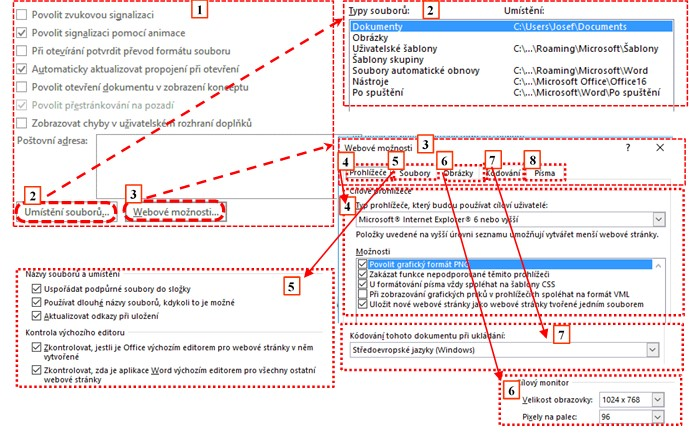 1
Povolit zvukovou signalizaci
Povolit signalizaci pomocí animace
Při otevírání potvrdit převod formátu souboru
Automaticky aktualizovat propojení při otevření
Povolit otevření dokumentu v zobrazení konceptu
Povolit přestránkování na pozadí
Zobrazovat chyby v uživatelském rozhraní doplňků
Poštovní adresa:
2
3
Umístění souborů...
Webové možnosti...
Typy souborů:
2
Umístění:
Dokumenty C:\Users\Josef\Documents
Obrázky
Uživatelské šablony C:\...\Roaming\Microsoft\Šablony
Šablony skupiny
Soubory automatické obnovy C:\...\Roaming\Microsoft\Word
Nástroje C:\...\Microsoft Office\Office16
Po spuštění C:\...\Microsoft\Word\Po spuštění
Webové možnosti
3
? ×
4
5
6
7
8
Prohlížeče Soubory Obrázky Kódování Písma
Cílové prohlížeče
4
Typ prohlížeče, který budou používat cíloví uživatelé:
Microsoft® Internet Explorer® 6 nebo vyšší
Položky uvedené na vyšší úrovni seznamu umožňují vytvářet menší webové stránky.
Možnosti
Povolit grafický formát PNG
Zakázat funkce nepodporované těmito prohlížeči
U formátování písma vždy spoléhat na šablony CSS
Při zobrazování grafických prvků v prohlížečích spoléhat na formát VML
Uložit nové webové stránky jako webové stránky tvořené jedním souborem
Názvy souborů a umístění
5
Uspořádat podpůrné soubory do složky
Používat dlouhé názvy souborů, kdykoli to je možné
Aktualizovat odkazy při uložení
Kontrola výchozího editoru
Zkontrolovat, jestli je Office výchozím editorem pro webové stránky v něm
vytvořené
Zkontrolovat, zda je aplikace Word výchozím editorem pro všechny ostatní
webové stránky
7
Kódování tohoto dokumentu při ukládání:
Středoevropské jazyky (Windows)
6
Cílový monitor
Velikost obrazovky: 1024 x 768
Pixely na palec: 96